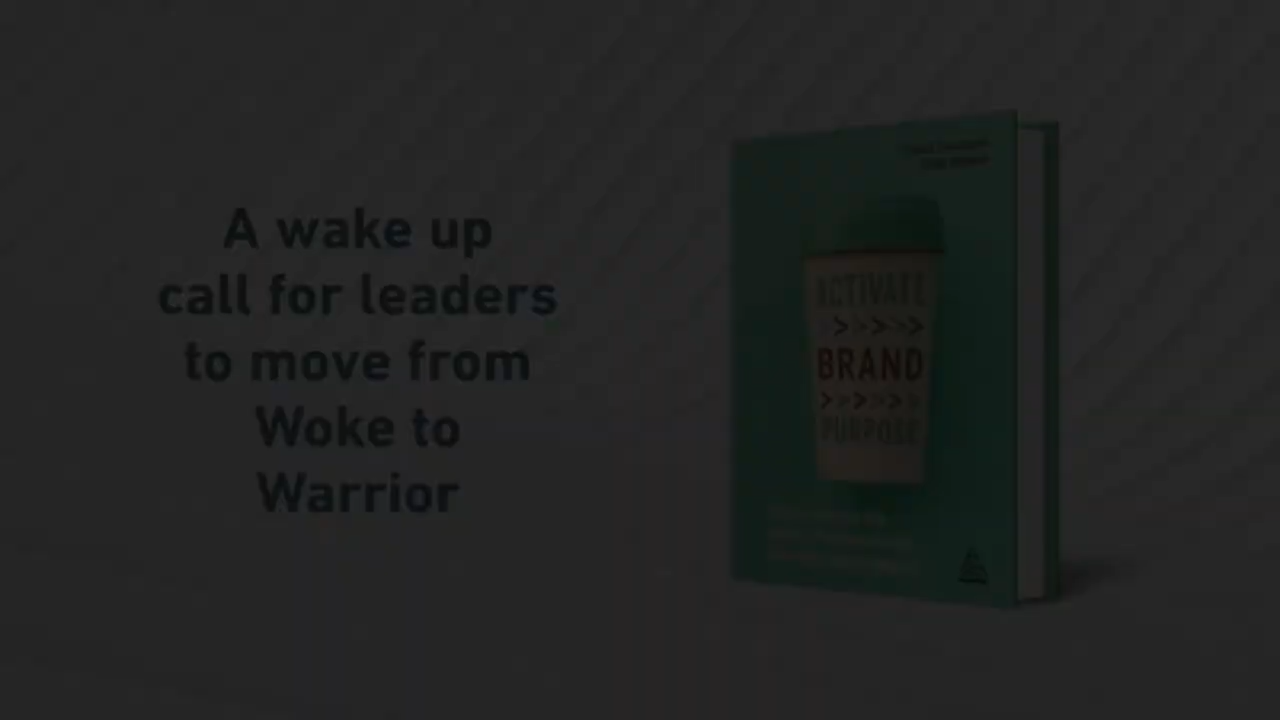 A wake up
call for leaders
to move from
Woke to
Warrior
ACTIVATE
BRAND
PURPOSE